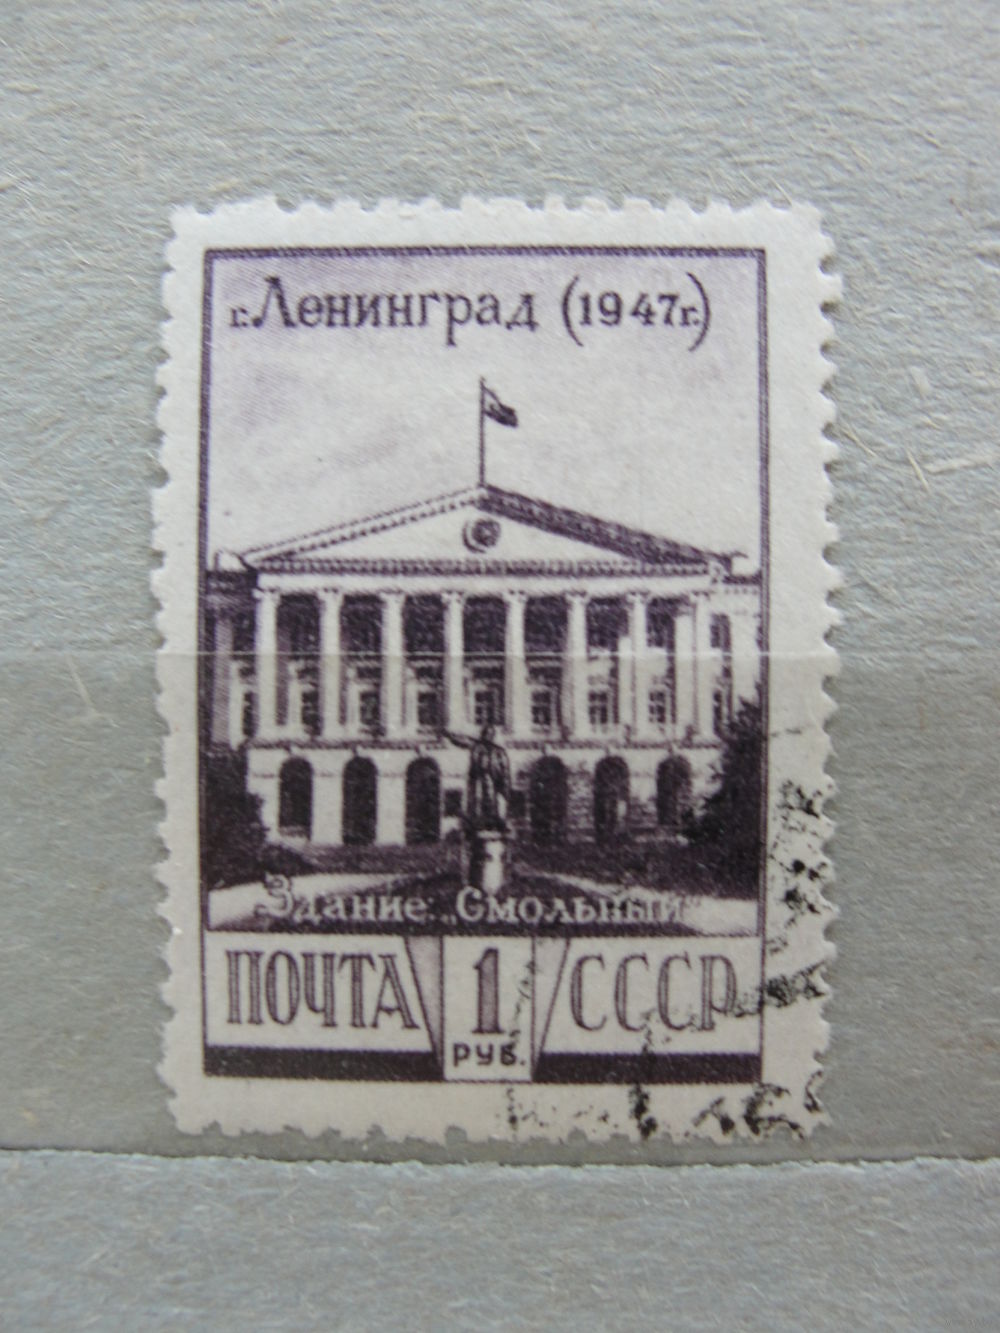 г. Ленинград (1947г.)
Здание „Смольный“
ПОЧТА 1 РУБ. СССР